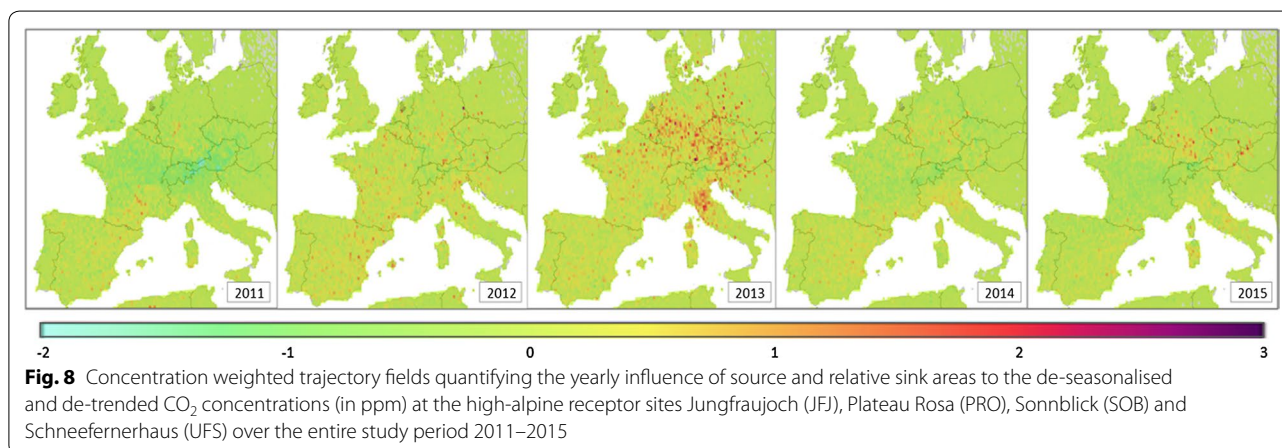 2011 2012 2013 2014 2015
-2 -1 0 1 2 3
Fig. 8 Concentration weighted trajectory fields quantifying the yearly influence of source and relative sink areas to the de-seasonalised
and de-trended CO₂ concentrations (in ppm) at the high-alpine receptor sites Jungfraujoch (JFJ), Plateau Rosa (PRO), Sonnblick (SOB) and
Schneefernerhaus (UFS) over the entire study period 2011–2015